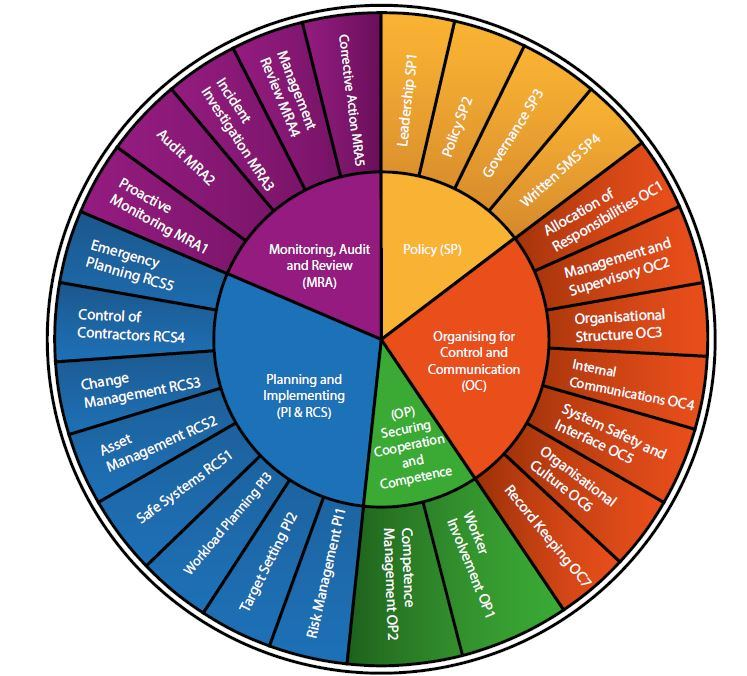 Leadership SP1
Policy SP2
Governance SP3
Written SMS SP4
Allocation of
Responsibilities OC1
Management and
Supervisory OC2
Organisational
Structure OC3
Internal
Communications OC4
System Safety and
Interface OC5
Organisational
Culture OC6
Record Keeping OC7
Worker
Involvement OP1
Competence
Management OP2
Risk Management PI1
Target Setting PI2
Workload Planning PI3
Safe Systems RCS1
Asset
Management RCS2
Change
Management RCS3
Control of
Contractors RCS4
Emergency
Planning RCS5
Proactive
Monitoring MRA1
Audit MRA2
Incident
Investigation MRA3
Management
Review MRA4
Corrective Action MRA5
Policy (SP)
Organising for
Control and
Communication
(OC)
(OP)
Securing
Cooperation
and
Competence
Planning and
Implementing
(PI & RCS)
Monitoring, Audit
and Review
(MRA)